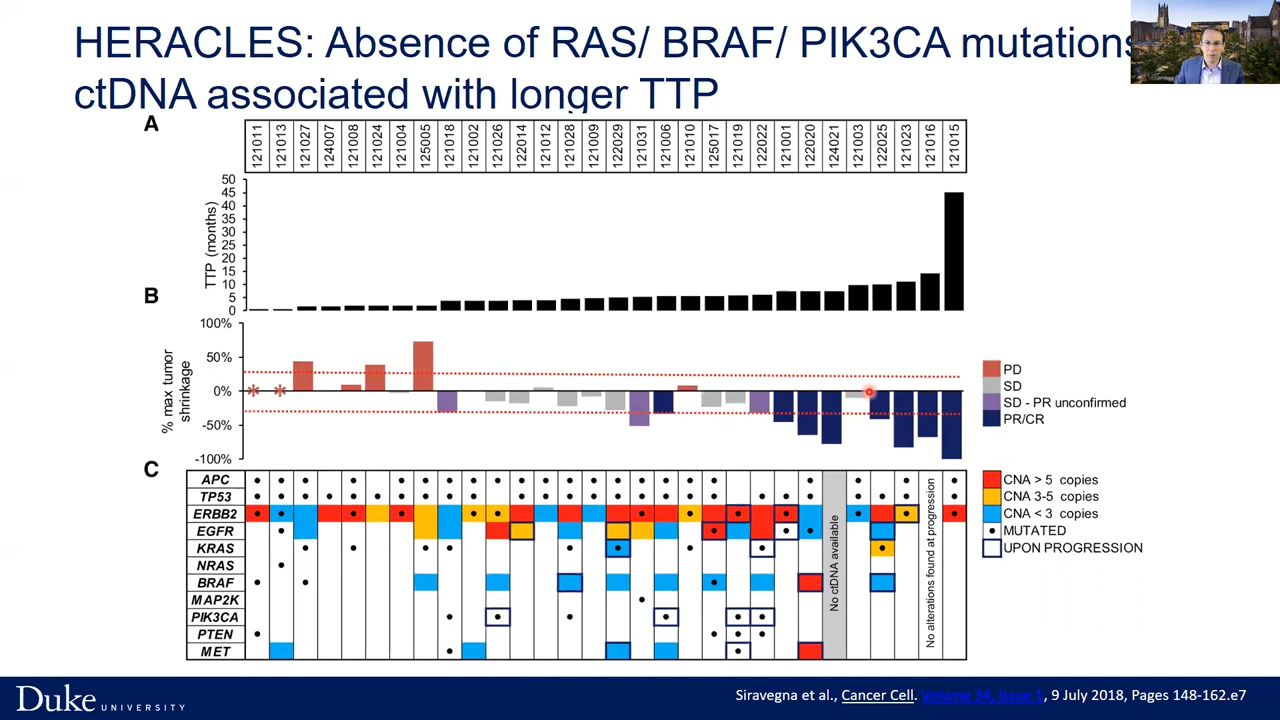 HERACLES: Absence of RAS/ BRAF/ PIK3CA mutations
ctDNA associated with longer TTP
A
121011 121013 121027 124007 121008 121024 121004 125005 121018 121002 121026 122014 121012 121028 121009 122029 121031 121006 121010 125017 121019 122022 121001 122020 124021 121003 122025 121023 121016 121015
TTP (months)
50
45
40
35
30
25
20
15
10
5
0
B
% max tumor
shrinkage
100%
50%
0%
-50%
-100%
PD
SD
SD - PR unconfirmed
PR/CR
C
APC
TP53
ERBB2
EGFR
KRAS
NRAS
BRAF
MAP2K
PIK3CA
PTEN
MET
No ctDNA available
No alterations found at progression
CNA > 5 copies
CNA 3-5 copies
CNA < 3 copies
MUTATED
UPON PROGRESSION
Duke UNIVERSITY
Siravegna et al., Cancer Cell. Volume 34, Issue 1, 9 July 2018, Pages 148-162.e7